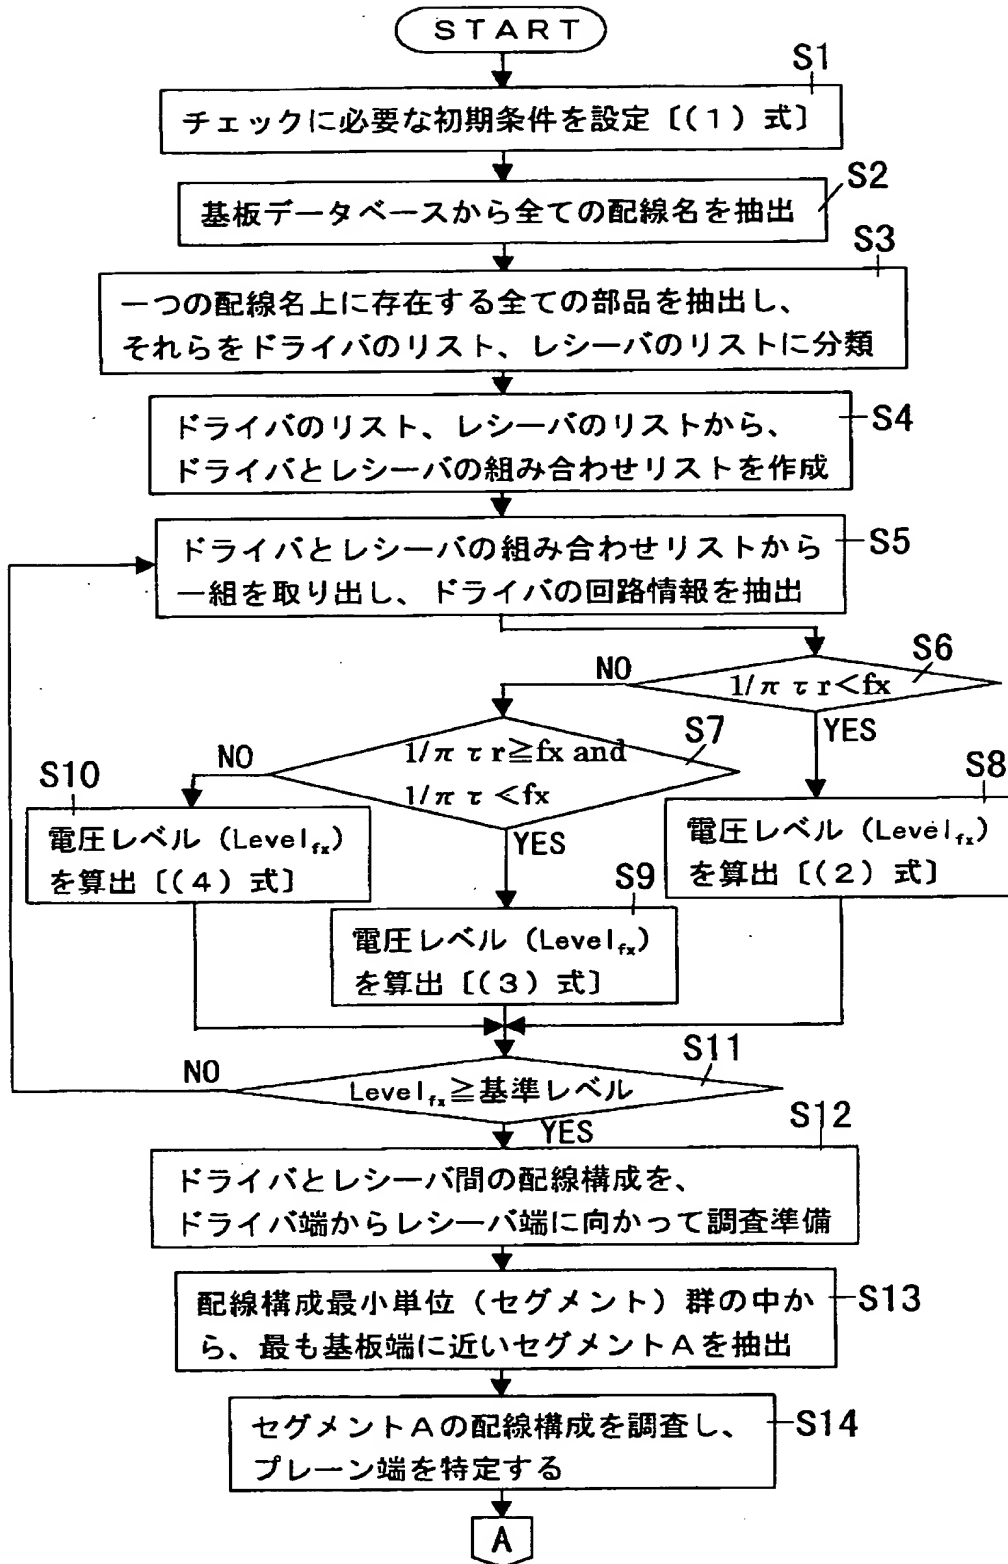 START
S1
チェックに必要な初期条件を設定〔(1)式〕
S2
基板データベースから全ての配線名を抽出
S3
一つの配線名上に存在する全ての部品を抽出し、
それらをドライバのリスト、レシーバのリストに分類
S4
ドライバのリスト、レシーバのリストから、
ドライバとレシーバの組み合わせリストを作成
S5
ドライバとレシーバの組み合わせリストから
一組を取り出し、ドライバの回路情報を抽出
S6
NO
1/π τ r<fx
YES
S7
NO
1/π τ r≧fx and
1/π τ <fx
YES
S10
電圧レベル (Level fx)
を算出〔(4)式〕
S8
電圧レベル (Level fx)
を算出〔(2)式〕
S9
電圧レベル (Level fx)
を算出〔(3)式〕
S11
NO
Level fx≧基準レベル
YES
S12
ドライバとレシーバ間の配線構成を、
ドライバ端からレシーバ端に向かって調査準備
S13
配線構成最小単位(セグメント)群の中か
ら、最も基板端に近いセグメントAを抽出
S14
セグメントAの配線構成を調査し、
プレーン端を特定する
A